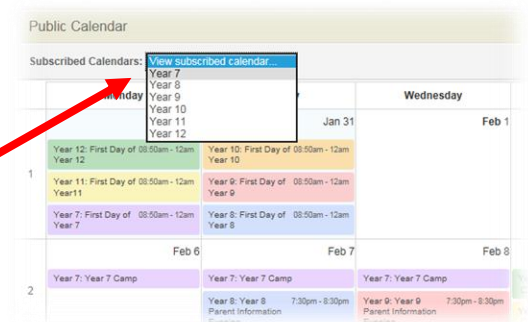 Public Calendar
Subscribed Calendars: View subscribed calendar...
Year 7
Year 8
Year 9
Year 10
Year 11
Year 12
Monday Wednesday
Jan 31 Feb 1
1
Year 12: First Day of 08:50am - 12am
Year 12
Year 10: First Day of 08:50am - 12am
Year 10
Year 11: First Day of 08:50am - 12am
Year11
Year 9: First Day of 08:50am - 12am
Year 9
Year 7: First Day of 08:50am - 12am
Year 7
Year 8: First Day of 08:50am - 12am
Year 8
Feb 6 Feb 7 Feb 8
2
Year 7: Year 7 Camp Year 7: Year 7 Camp Year 7: Year 7 Camp
Year 8: Year 8 7:30pm - 8:30pm
Parent Information
Year 9: Year 9 7:30pm - 8:30pm
Parent Information